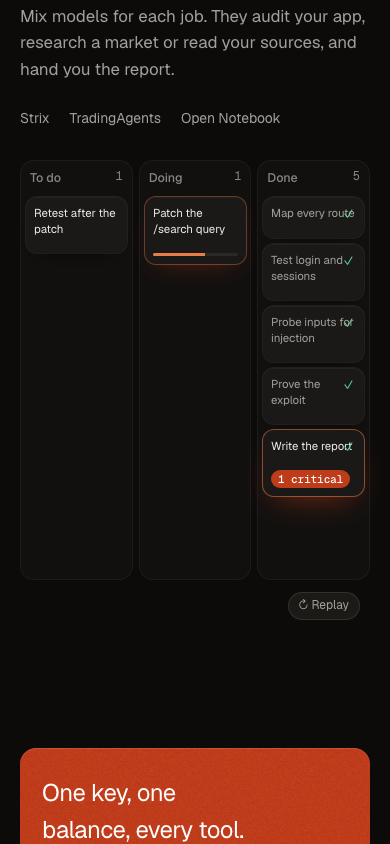 Mix models for each job. They audit your app,
research a market or read your sources, and
hand you the report.
Strix TradingAgents Open Notebook
To do 1
Retest after the
patch
Doing 1
Patch the
/search query
Done 5
Map every route ✓
Test login and ✓
sessions
Probe inputs for ✓
injection
Prove the ✓
exploit
Write the report ✓
1 critical
↻ Replay
One key, one
balance, every tool.